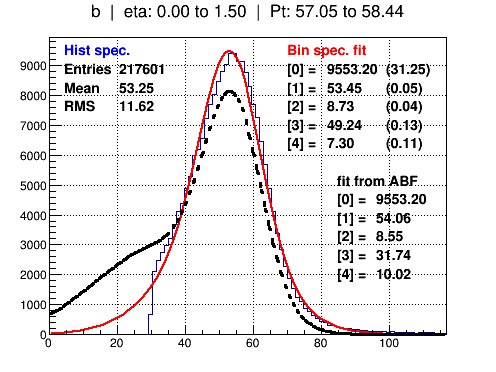 b | eta: 0.00 to 1.50 | Pt: 57.05 to 58.44
Hist spec.
Entries 217601
Mean 53.25
RMS 11.62
Bin spec. fit
[0] = 9553.20 (31.25)
[1] = 53.45 (0.05)
[2] = 8.73 (0.04)
[3] = 49.24 (0.13)
[4] = 7.30 (0.11)
fit from ABF
[0] = 9553.20
[1] = 54.06
[2] = 8.55
[3] = 31.74
[4] = 10.02
9000
8000
7000
6000
5000
4000
3000
2000
1000
0
0 20 40 60 80 100